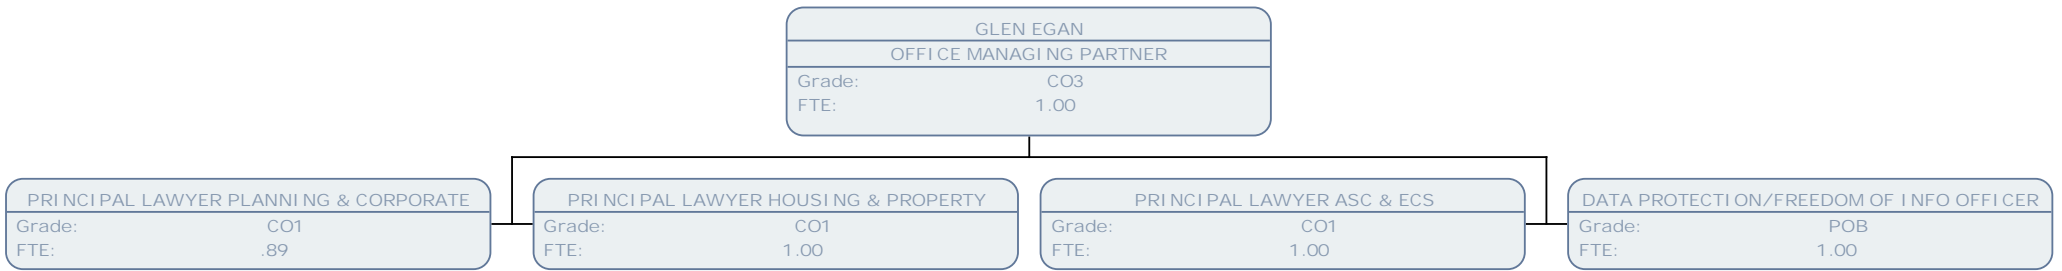 GLEN EGAN
OFFICE MANAGING PARTNER
Grade: CO3
FTE: 1.00
PRINCIPAL LAWYER PLANNING & CORPORATE
Grade: CO1
FTE: .89
PRINCIPAL LAWYER HOUSING & PROPERTY
Grade: CO1
FTE: 1.00
PRINCIPAL LAWYER ASC & ECS
Grade: CO1
FTE: 1.00
DATA PROTECTION/FREEDOM OF INFO OFFICER
Grade: POB
FTE: 1.00